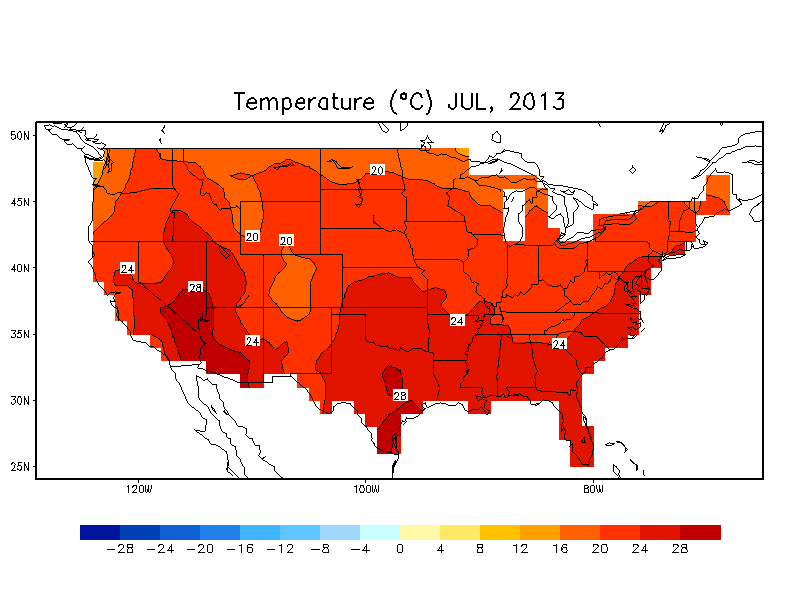 Temperature (°C) JUL, 2013
50N
20
45N
20
20
40N
24
28
35N
24
24
24
30N
28
25N
120W
100W
80W
-28 -24 -20 -16 -12 -8 -4 0 4 8 12 16 20 24 28